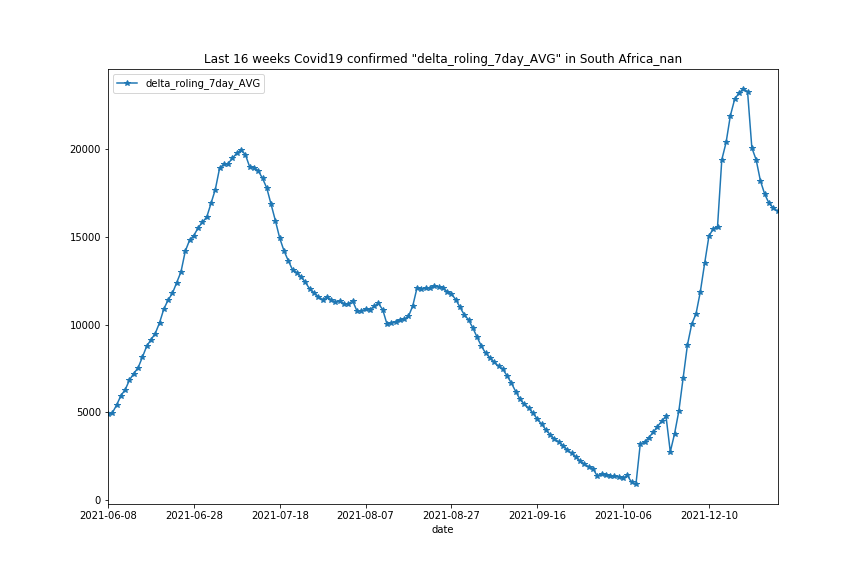 Last 16 weeks Covid19 confirmed "delta_roling_7day_AVG" in South Africa_nan
delta_roling_7day_AVG
20000
15000
10000
5000
0
2021-06-08 2021-06-28 2021-07-18 2021-08-07 2021-08-27 2021-09-16 2021-10-06 2021-12-10
date